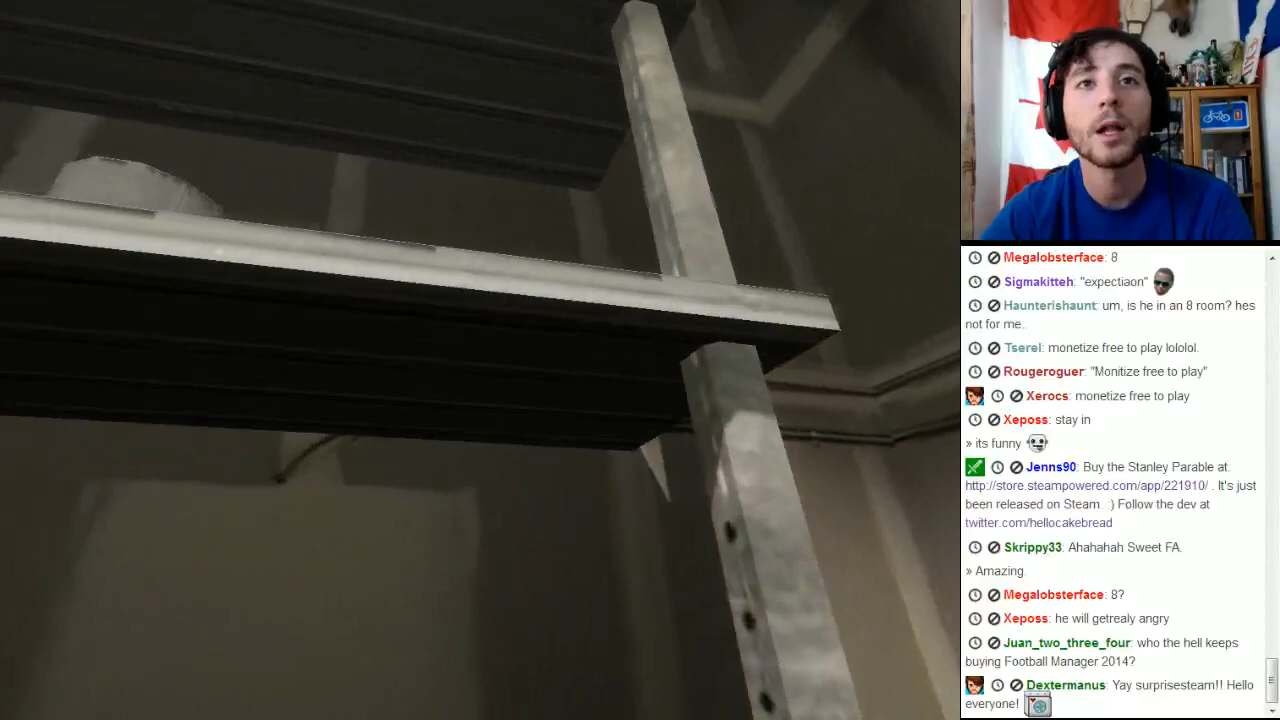 Megalobsterface: 8
Sigmakitteh: "expectiaon"
Haunterishaunt: um, is he in an 8 room? hes
not for me..
Tserel: monetize free to play lololol.
Rougeroguer: "Monitize free to play"
Xerocs: monetize free to play
Xeposs: stay in
» its funny
Jenns90: Buy the Stanley Parable at:
http://store.steampowered.com/app/221910/ . It's just
been released on Steam. :) Follow the dev at
twitter.com/hellocakebread
Skrippy33: Ahahahah Sweet FA.
» Amazing.
Megalobsterface: 8?
Xeposs: he will getrealy angry
Juan_two_three_four: who the hell keeps
buying Football Manager 2014?
Dextermanus: Yay surprisesteam!! Hello
everyone!